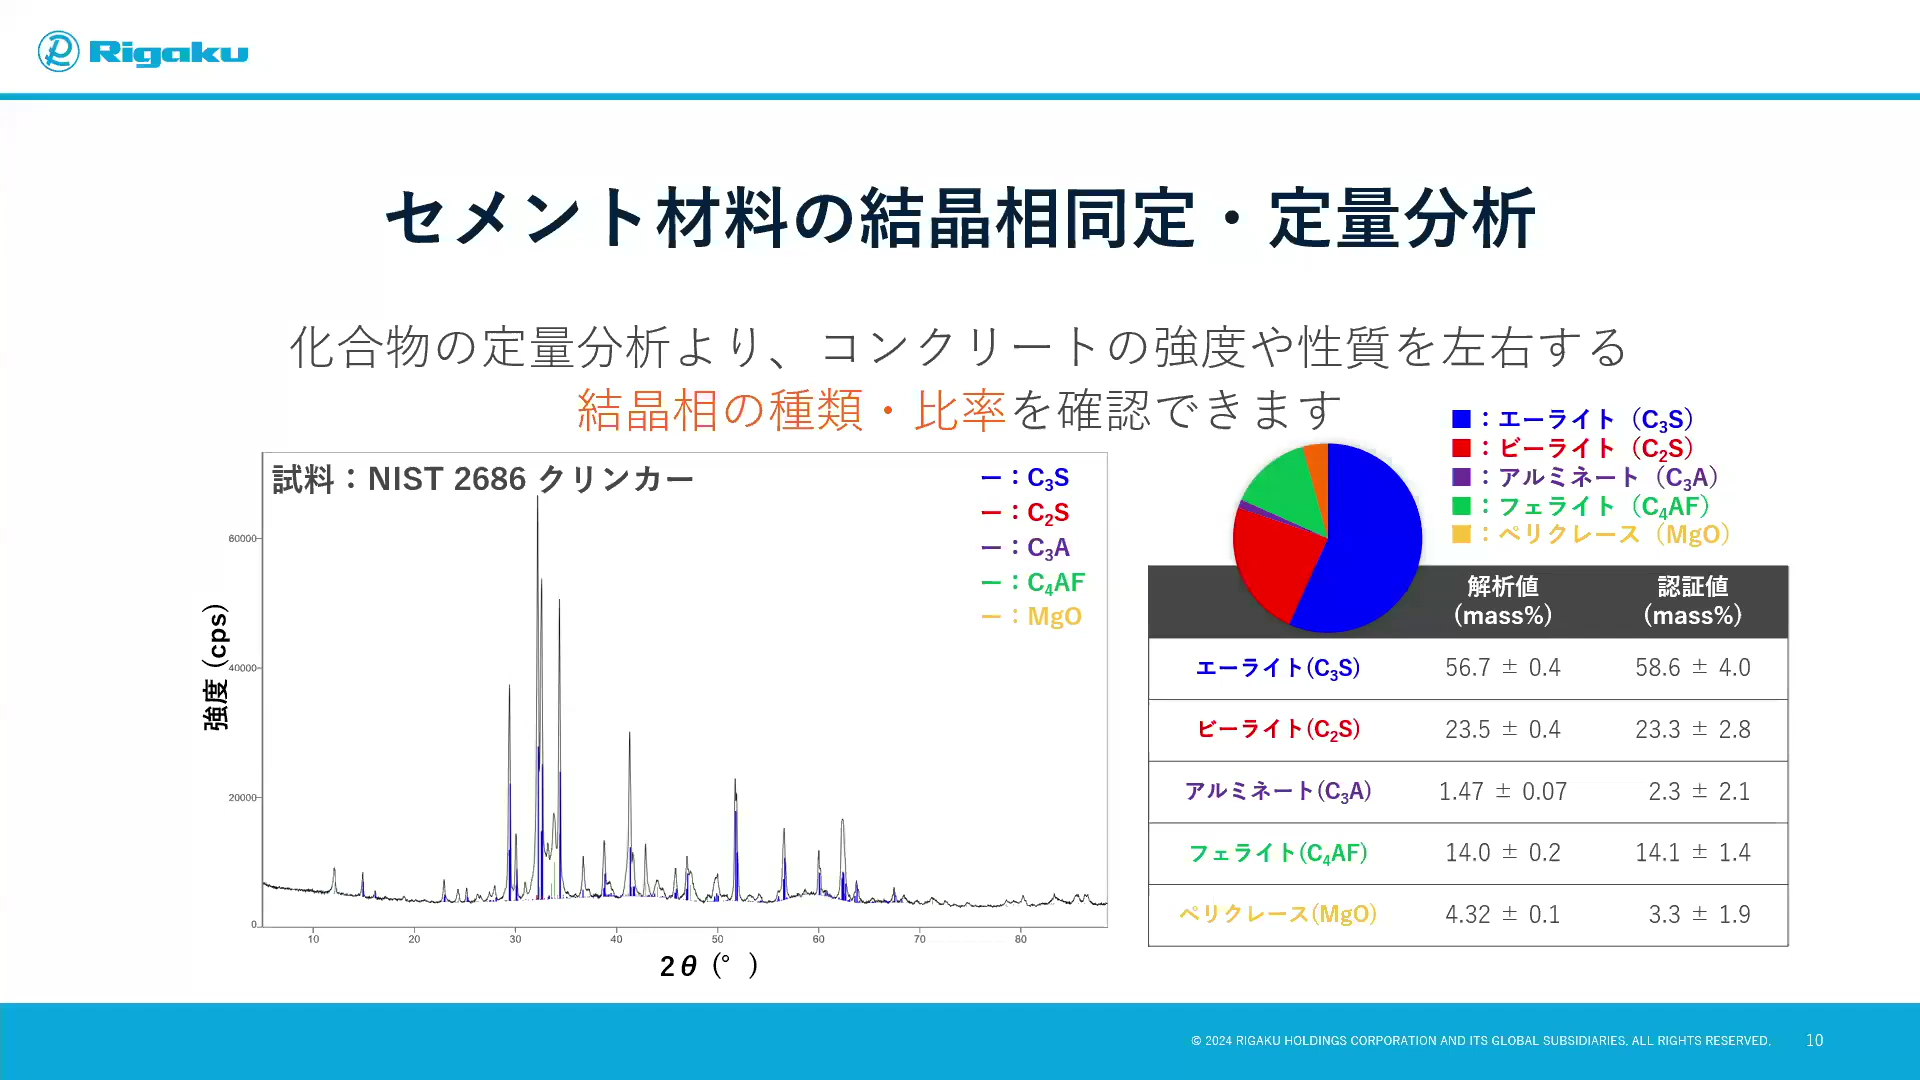 Rigaku
セメント材料の結晶相同定・定量分析
化合物の定量分析より、コンクリートの強度や性質を左右する
結晶相の種類・比率を確認できます
■：エーライト（C₃S）
■：ビーライト（C₂S）
■：アルミネート（C₃A）
■：フェライト（C₄AF）
■：ペリクレース（MgO）
試料：NIST 2686 クリンカー
ー：C₃S
ー：C₂S
ー：C₃A
ー：C₄AF
ー：MgO
強度（cps）
60000
40000
20000
0
10 20 30 40 50 60 70 80
2θ（°）
解析値 (mass%) 認証値 (mass%)
エーライト(C₃S) 56.7 ± 0.4 58.6 ± 4.0
ビーライト(C₂S) 23.5 ± 0.4 23.3 ± 2.8
アルミネート(C₃A) 1.47 ± 0.07 2.3 ± 2.1
フェライト(C₄AF) 14.0 ± 0.2 14.1 ± 1.4
ペリクレース(MgO) 4.32 ± 0.1 3.3 ± 1.9
© 2024 RIGAKU HOLDINGS CORPORATION AND ITS GLOBAL SUBSIDIARIES. ALL RIGHTS RESERVED. 10